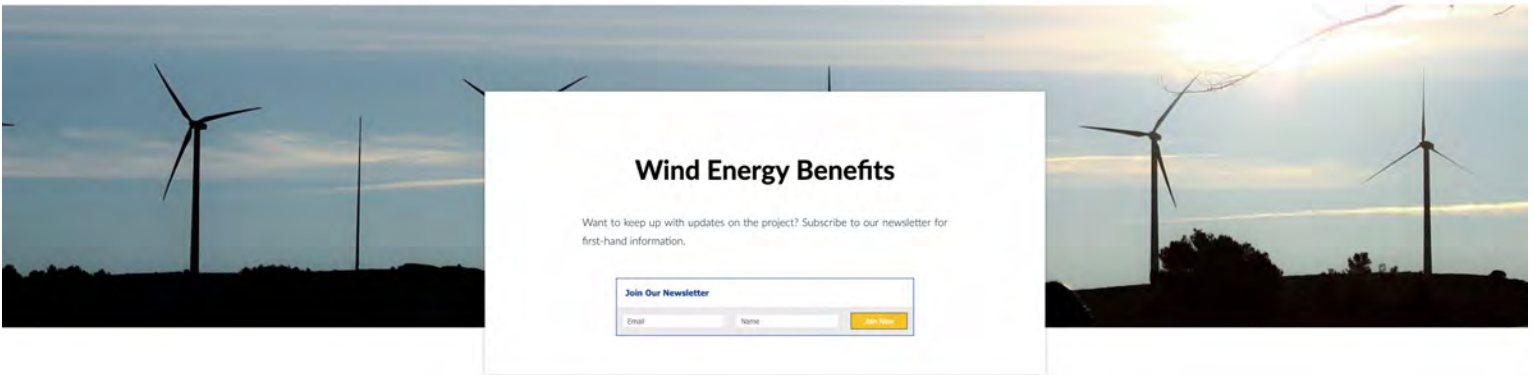 Wind Energy Benefits
Want to keep up with updates on the project? Subscribe to our newsletter for
first-hand information.
Join Our Newsletter
Email
Name
Join Now